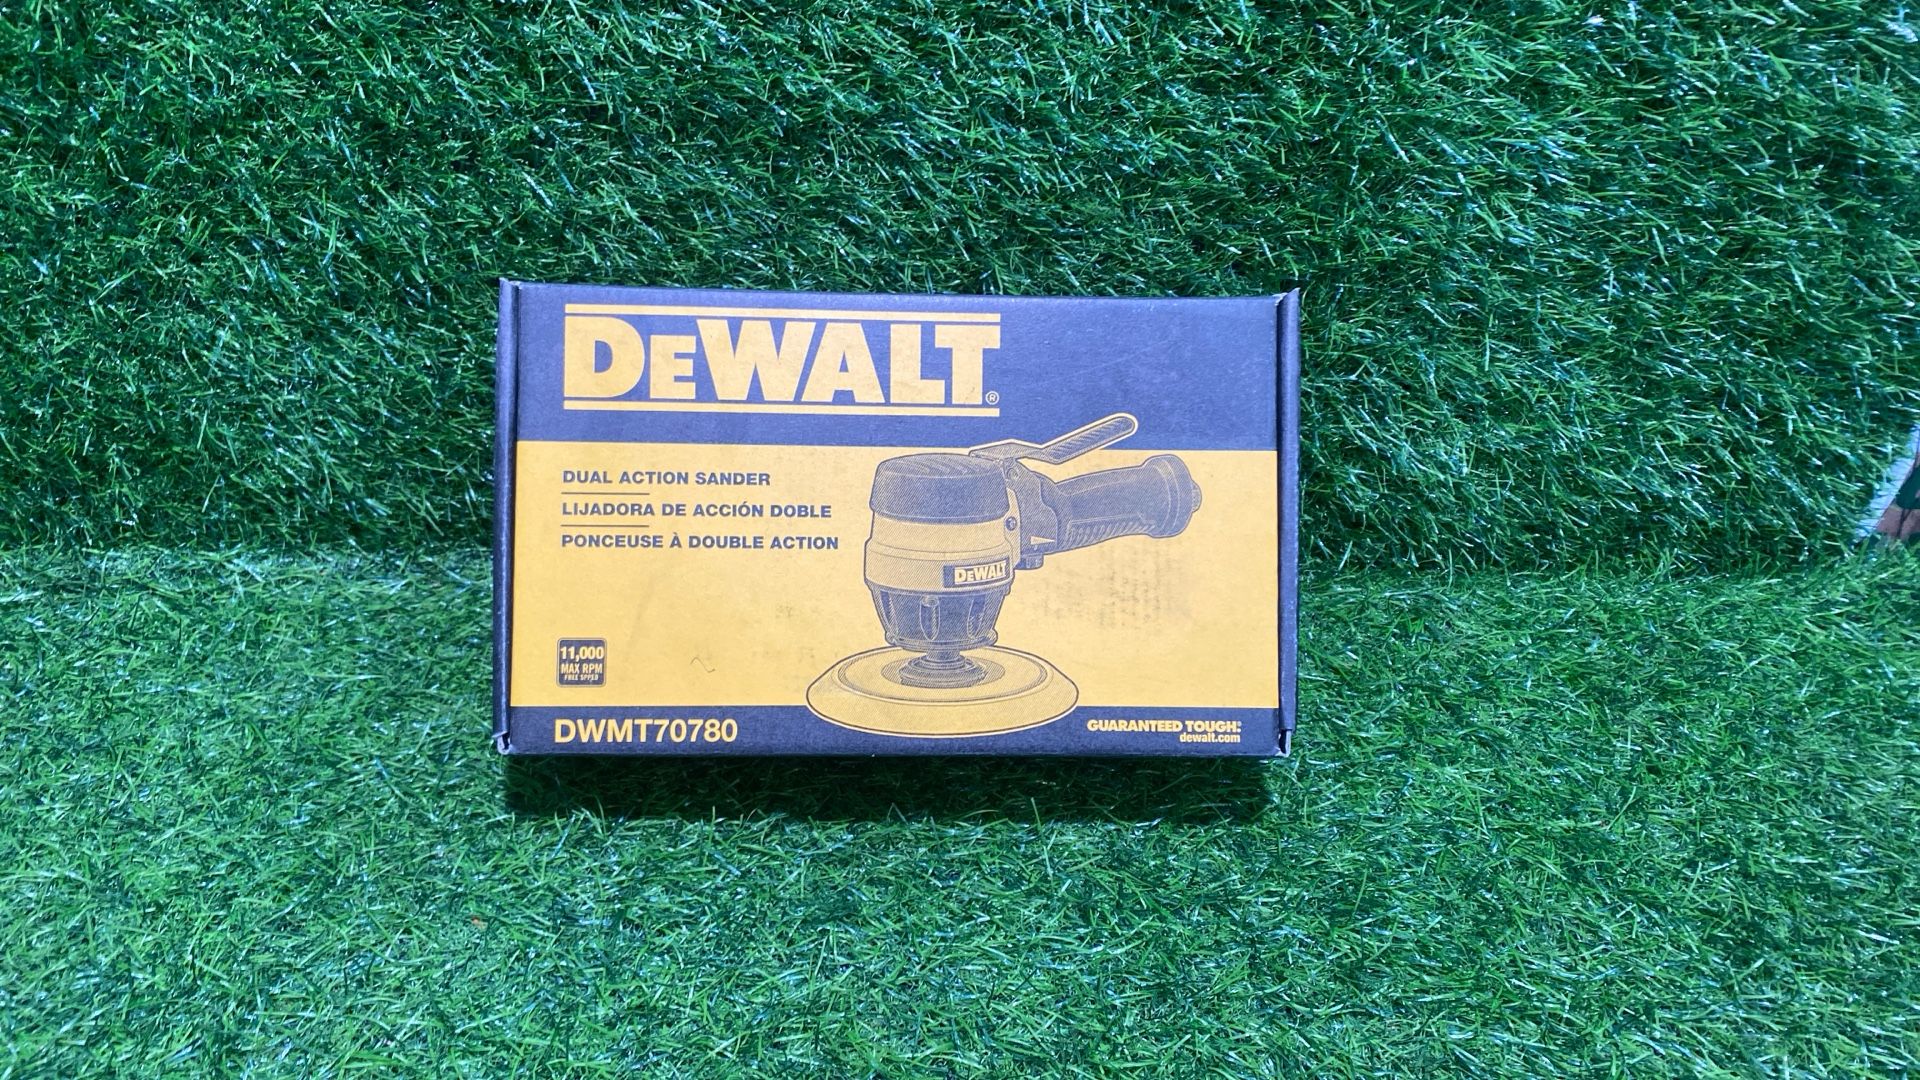 DEWALT®
DUAL ACTION SANDER
LIJADORA DE ACCIÓN DOBLE
PONCEUSE À DOUBLE ACTION
DEWALT
11,000
MAX RPM
FREE SPPED
DWMT70780
GUARANTEED TOUGH.®
dewalt.com